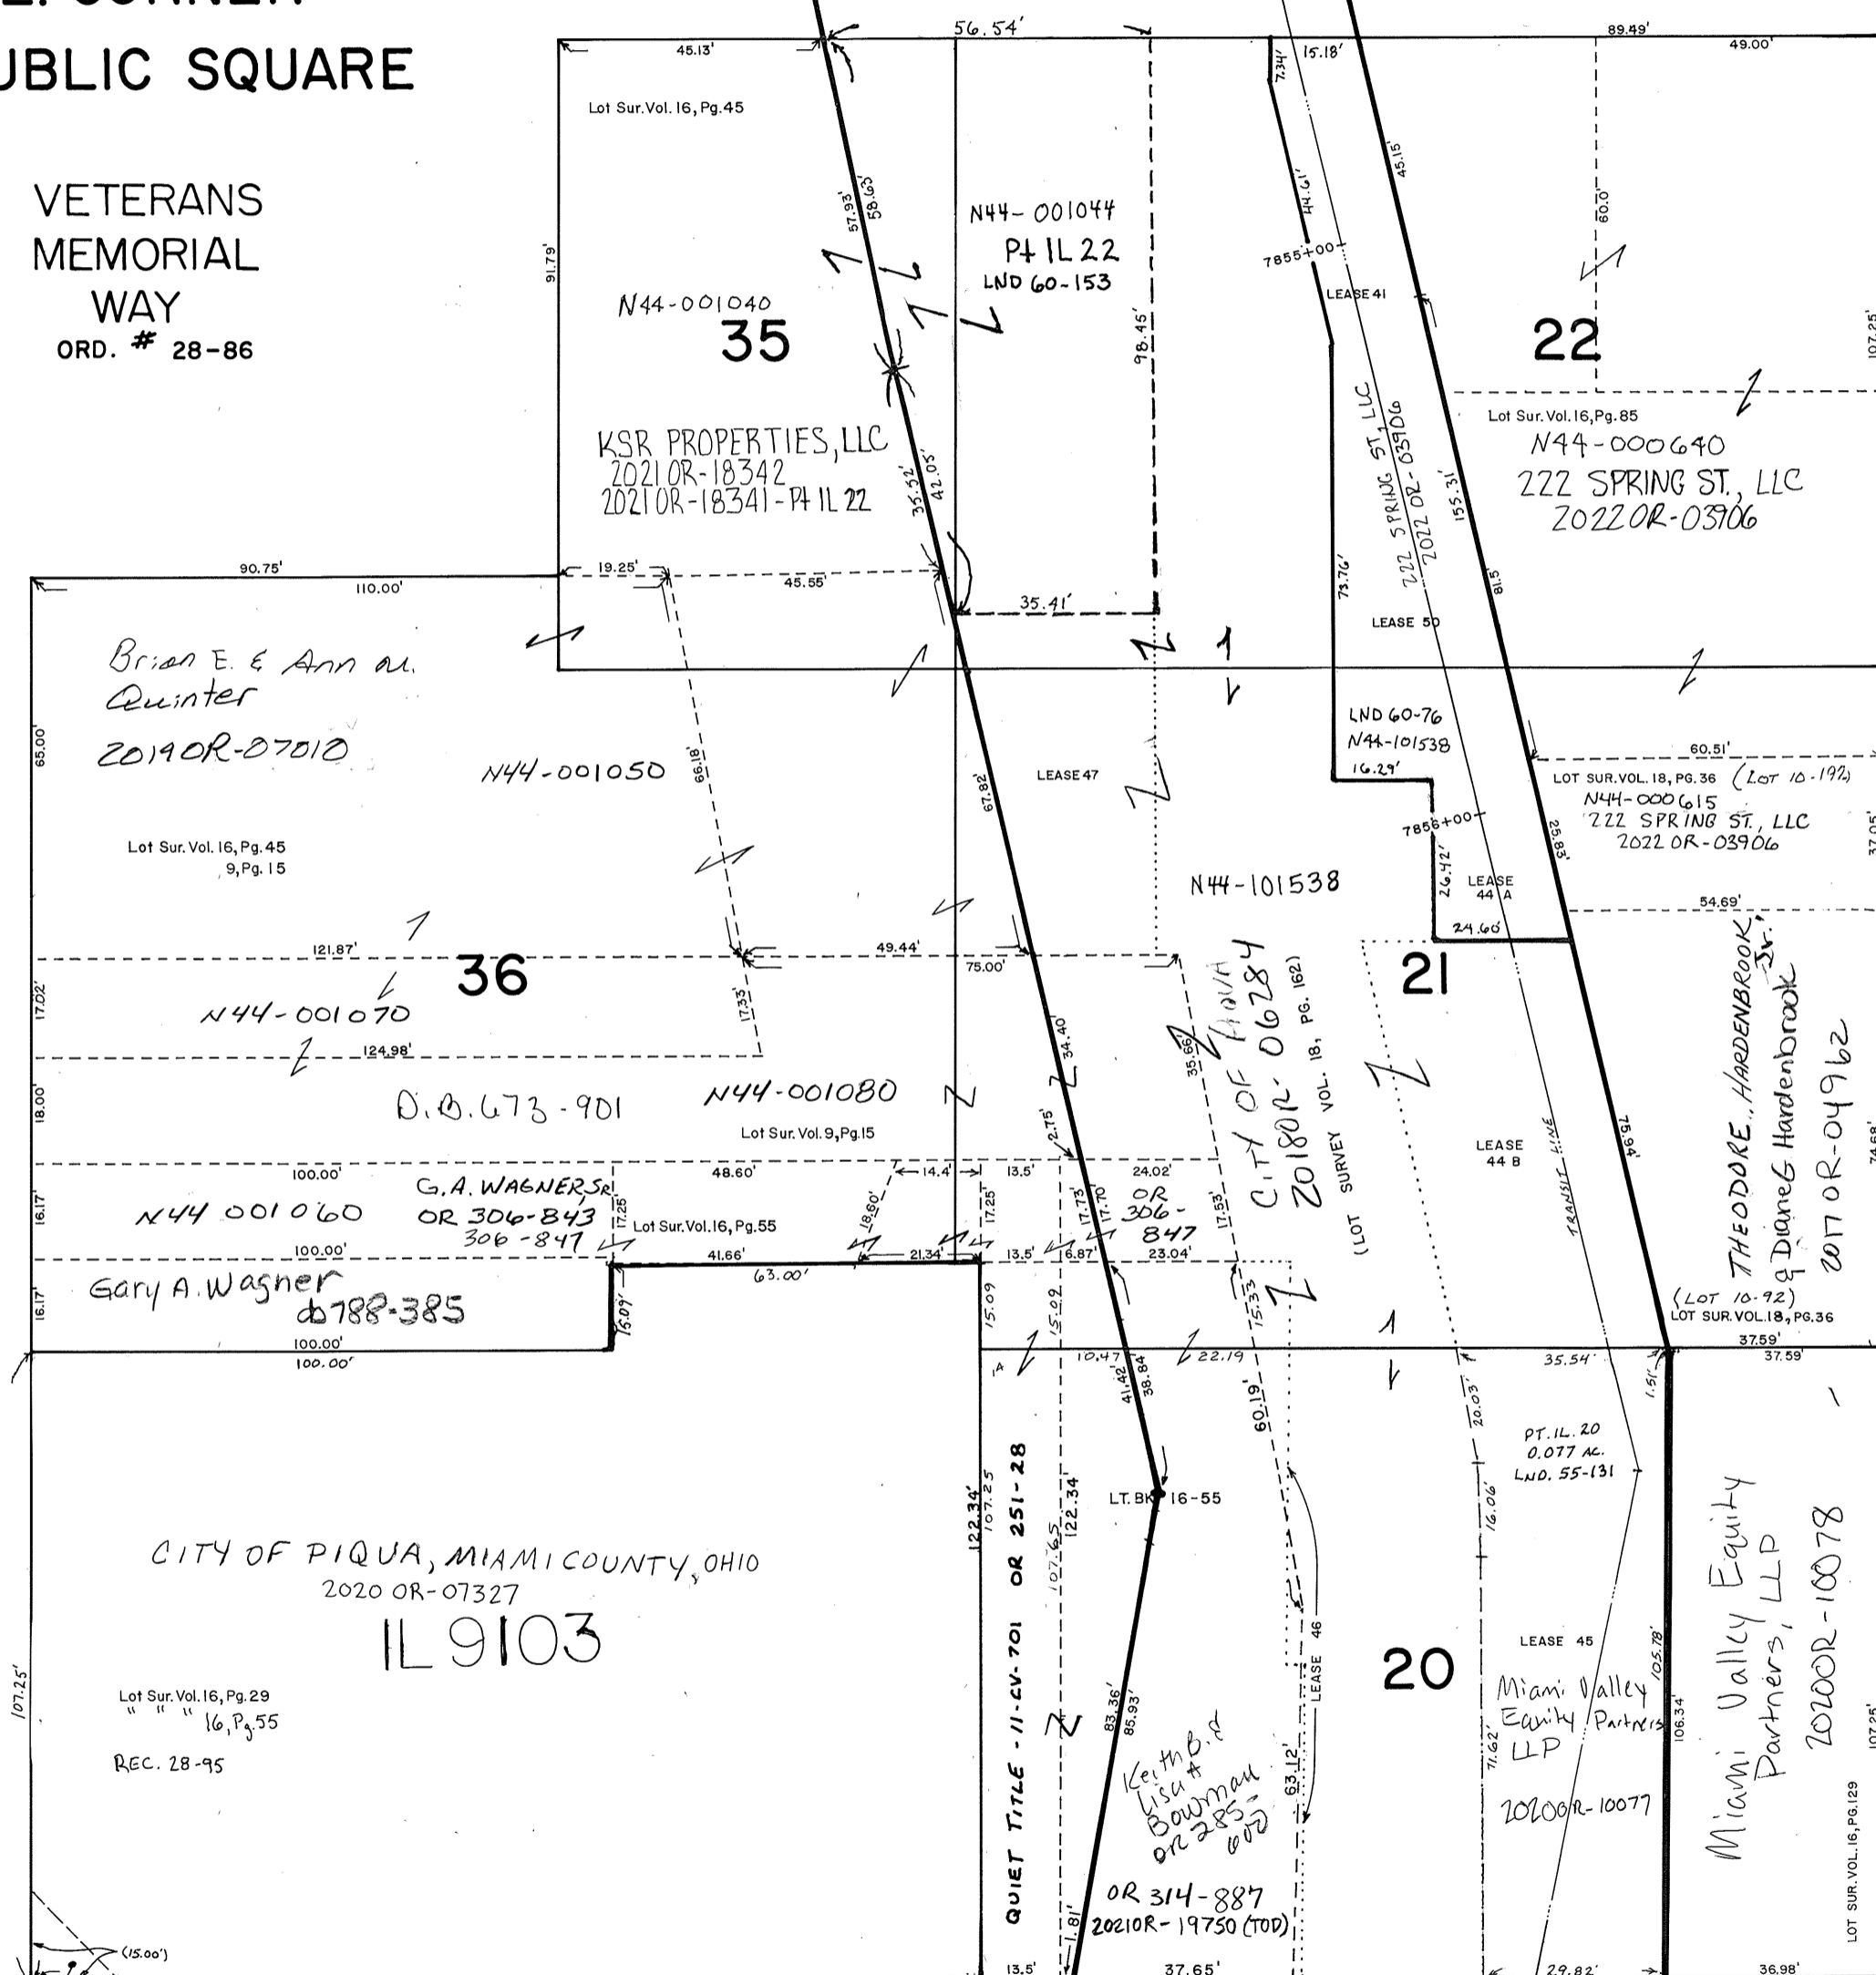 UBLIC SQUARE
VETERANS
MEMORIAL
WAY
ORD. # 28-86
45.13'
56.54'
15.18'
7.34'
89.49'
49.00'
Lot Sur. Vol. 16, Pg. 45
91.79'
57.93'
58.63'
N44-001040
35
N44-001044
Pt IL 22
LND 60-153
98.45'
44.61'
7855+00
LEASE 41
45.15'
60.0'
22
107.25'
KSR PROPERTIES, LLC
2021 OR-18342
2021 OR-18341-Pt IL 22
35.52'
42.05'
222 SPRING ST, LLC
2022 OR-03906
73.76'
155.31'
81.5'
Lot Sur. Vol. 16, Pg. 85
N44-000640
222 SPRING ST., LLC
2022 OR-03906
90.75'
110.00'
19.25'
45.55'
35.41'
LEASE 50
Brian E. & Ann M.
Quinter
2019 OR-07010
65.00'
N44-001050
66.18'
Lot Sur. Vol. 16, Pg. 45
9, Pg. 15
67.82'
LEASE 47
LND 60-76
N44-101538
16.29'
7856+00
26.42'
LEASE
44 A
24.60'
60.51'
LOT SUR. VOL. 18, PG. 36 (LOT 10-192)
N44-000615
222 SPRING ST., LLC
2022 OR-03906
25.83'
37.05'
54.69'
N44-101538
121.87'
36
49.44'
75.00'
21
17.02'
N44-001070
17.33'
124.98'
34.40'
35.66'
CITY OF PIQUA
2018 OR-06284
(LOT SURVEY VOL. 18, PG. 162)
18.00'
D.B. 673-901
N44-001080
Lot Sur. Vol. 9, Pg. 15
2.75'
LEASE
44 B
TRANSIT LINE
75.94'
THEODORE HARDENBROOK, Sr.
& Diane G Hardenbrook
2017 OR-04962
74.68'
100.00'
48.60'
14.4'
13.5'
24.02'
16.17'
N44 001060
G.A. WAGNER, SR.
OR 306-843
306-847
17.25'
Lot Sur. Vol. 16, Pg. 55
18.60'
17.25'
17.73'
17.70'
OR
306-
847
17.53'
100.00'
41.66'
21.34'
13.5'
6.87'
23.04'
63.00'
16.17'
Gary A. Wagner
db 788-385
15.09'
15.09
15.09
15.33
(LOT 10-92)
LOT SUR. VOL. 18, PG. 36
100.00'
100.00'
37.59'
37.59'
10.47
22.19
35.54'
1.51'
41.42'
38.84'
60.19'
20.03'
PT. IL. 20
0.077 AC.
LND. 55-131
LT. BK 16-55
16.06'
122.34'
107.25
QUIET TITLE - 11-CV-701 OR 251-28
107.65
122.34'
CITY OF PIQUA, MIAMI COUNTY, OHIO
2020 OR-07327
IL 9103
Lot Sur. Vol. 16, Pg. 29
" " " 16, Pg. 55
REC. 28-95
107.25'
LEASE 46
20
LEASE 45
105.78'
106.34'
Miami Valley
Equity Partners
LLP
2020 OR-10077
71.62'
Miami Valley Equity
Partners, LLP
2020 OR-10078
107.25'
83.36'
85.93'
Keith B. &
Lisa A
Bowman
OR 285-
600
63.12'
OR 314-887
2021 OR-19750 (TOD)
1.81'
LOT SUR. VOL. 16, PG. 129
(15.00')
13.5'
37.65'
29.82'
36.98'